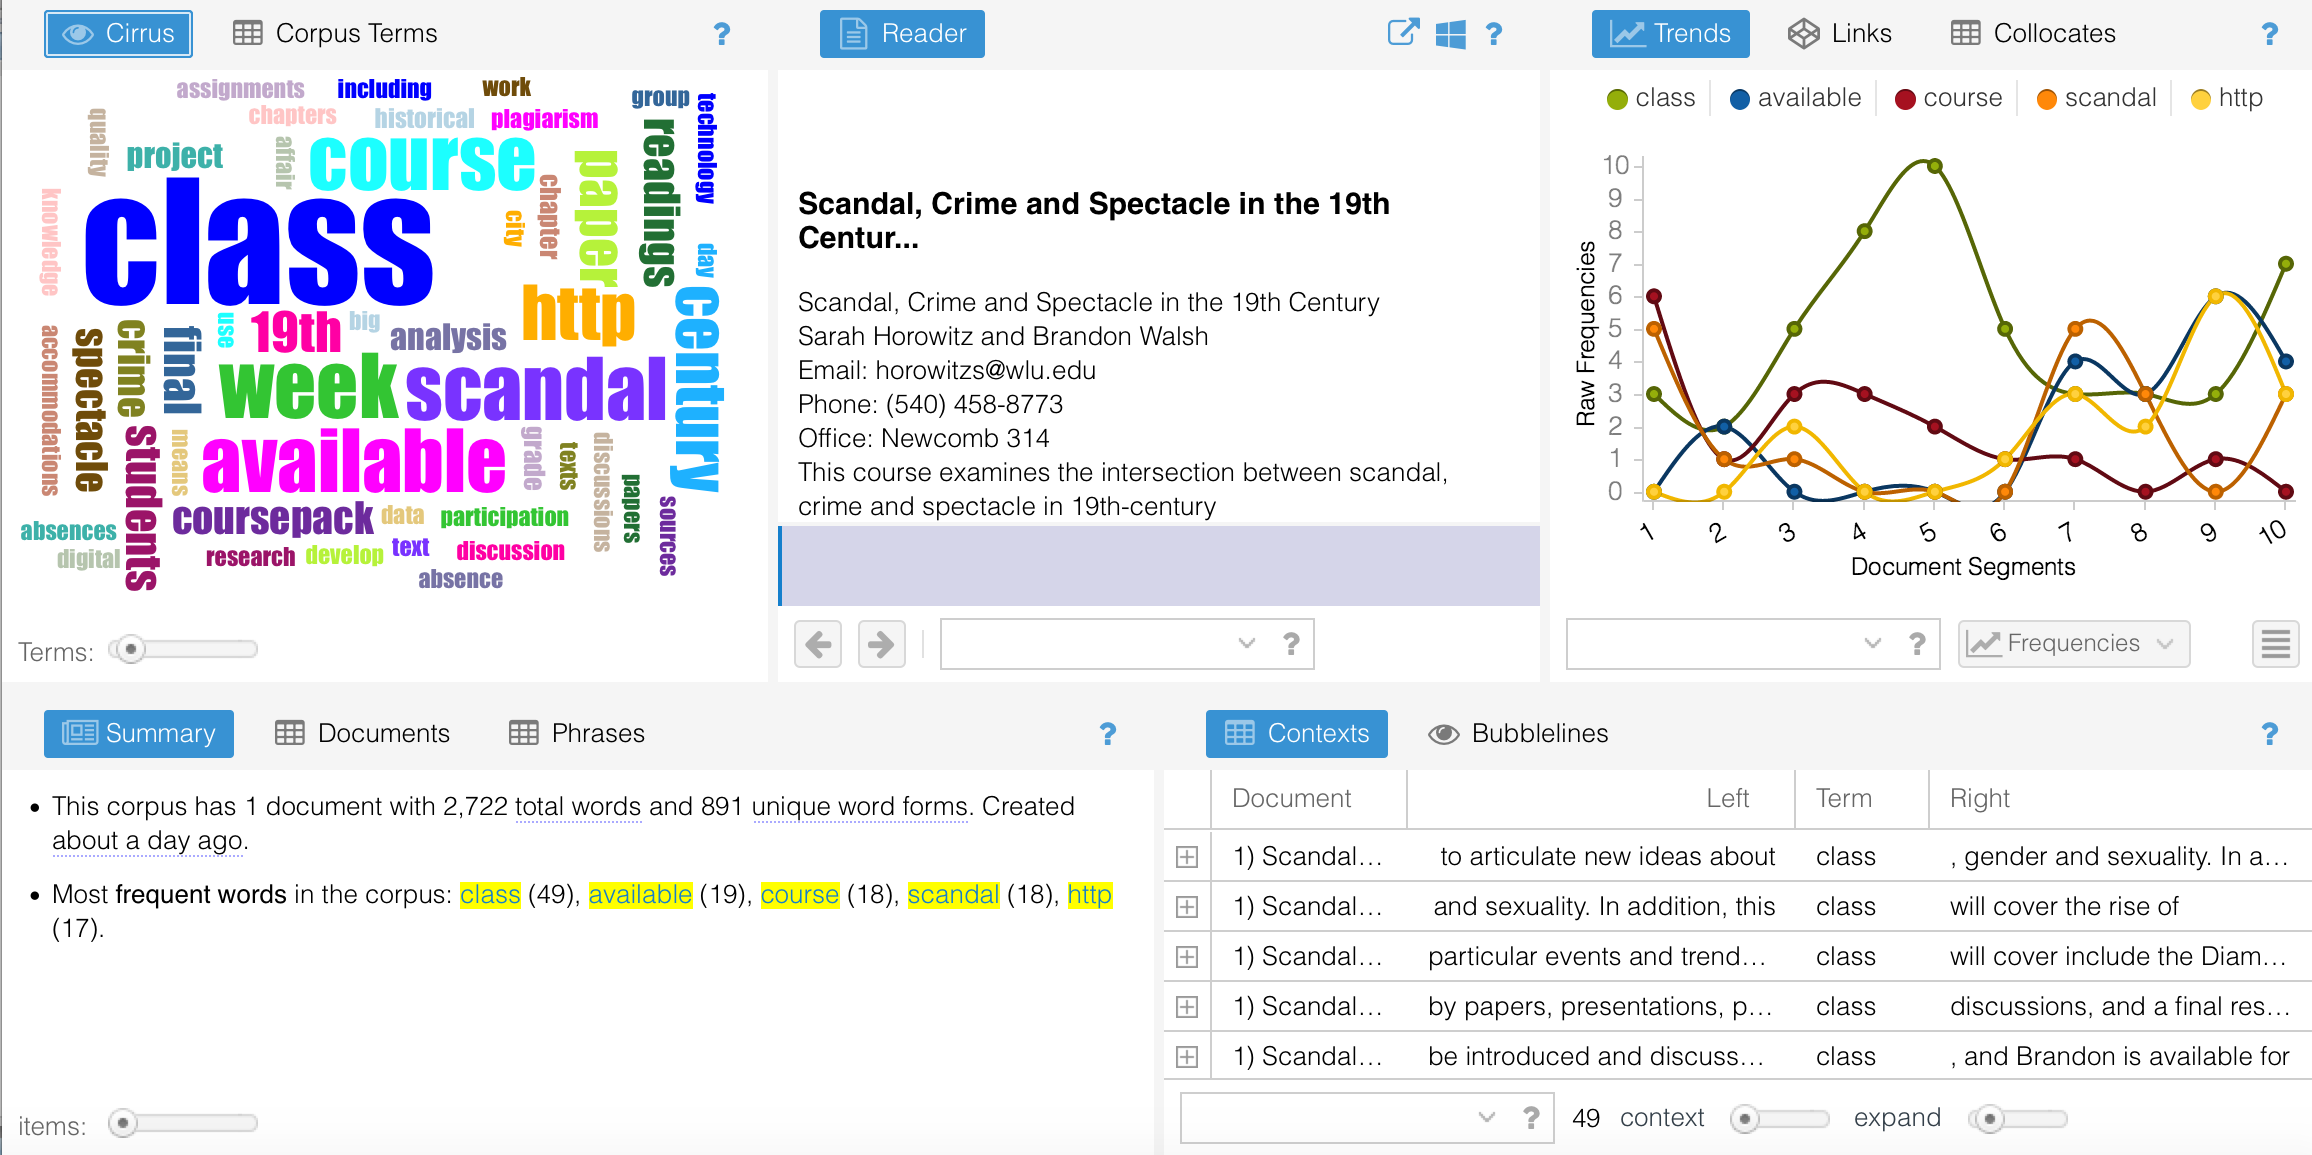 Cirrus
Corpus Terms
?
assignments
including
work
group
technology
quality
chapters
historical
plagiarism
project
affair
course
paper
readings
knowledge
class
chapter
city
day
http
century
accommodations
spectacle
crime
final
use
19th
big
analysis
week
scandal
students
means
available
grade
texts
discussions
papers
sources
absences
coursepack
data
participation
digital
research
develop
text
discussion
absence
Terms:
Reader
?
Scandal, Crime and Spectacle in the 19th
Centur...
Scandal, Crime and Spectacle in the 19th Century
Sarah Horowitz and Brandon Walsh
Email: horowitzs@wlu.edu
Phone: (540) 458-8773
Office: Newcomb 314
This course examines the intersection between scandal,
crime and spectacle in 19th-century
?
Trends
Links
Collocates
?
class
available
course
scandal
http
Raw Frequencies
10
9
8
7
6
5
4
3
2
1
0
1 2 3 4 5 6 7 8 9 10
Document Segments
?
Frequencies
Summary
Documents
Phrases
?
• This corpus has 1 document with 2,722 total words and 891 unique word forms. Created
about a day ago.
• Most frequent words in the corpus: class (49), available (19), course (18), scandal (18), http
(17).
items:
Contexts
Bubblelines
?
Document Left Term Right
1) Scandal... to articulate new ideas about class , gender and sexuality. In a...
1) Scandal... and sexuality. In addition, this class will cover the rise of
1) Scandal... particular events and trend... class will cover include the Diam...
1) Scandal... by papers, presentations, p... class discussions, and a final res...
1) Scandal... be introduced and discuss... class , and Brandon is available for
? 49 context expand